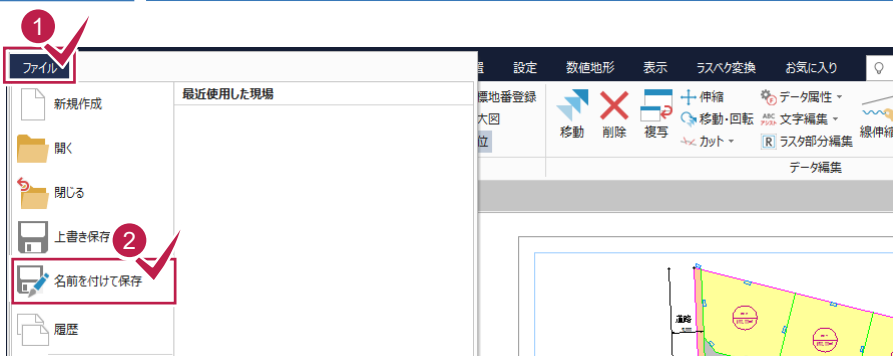 1
ファイル
設定
数値地形
表示
ラスベク変換
お気に入り
新規作成
最近使用した現場
標地番登録
大図
位
移動
削除
複写
伸縮
移動・回転
カット
データ属性
ABC
文字編集
R ラスタ部分編集
線伸縮
データ編集
開く
閉じる
上書き保存
2
名前を付けて保存
履歴
道路